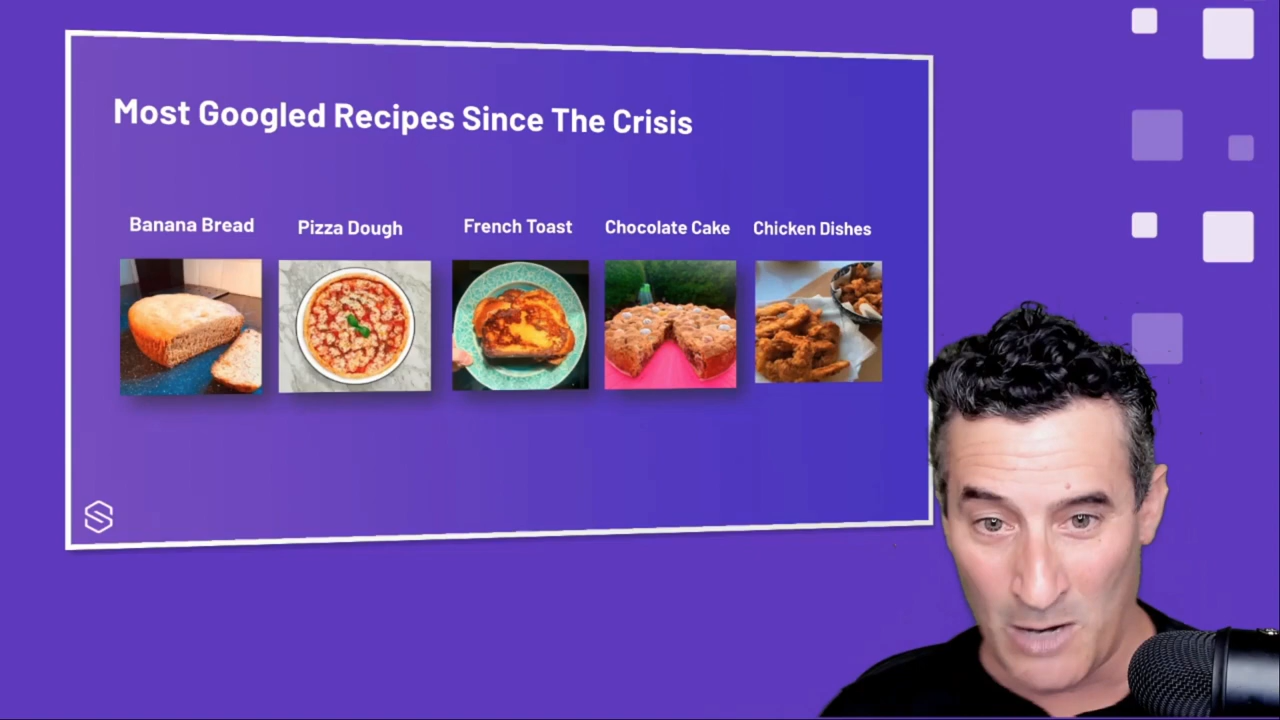 Most Googled Recipes Since The Crisis
Banana Bread
Pizza Dough
French Toast
Chocolate Cake
Chicken Dishes